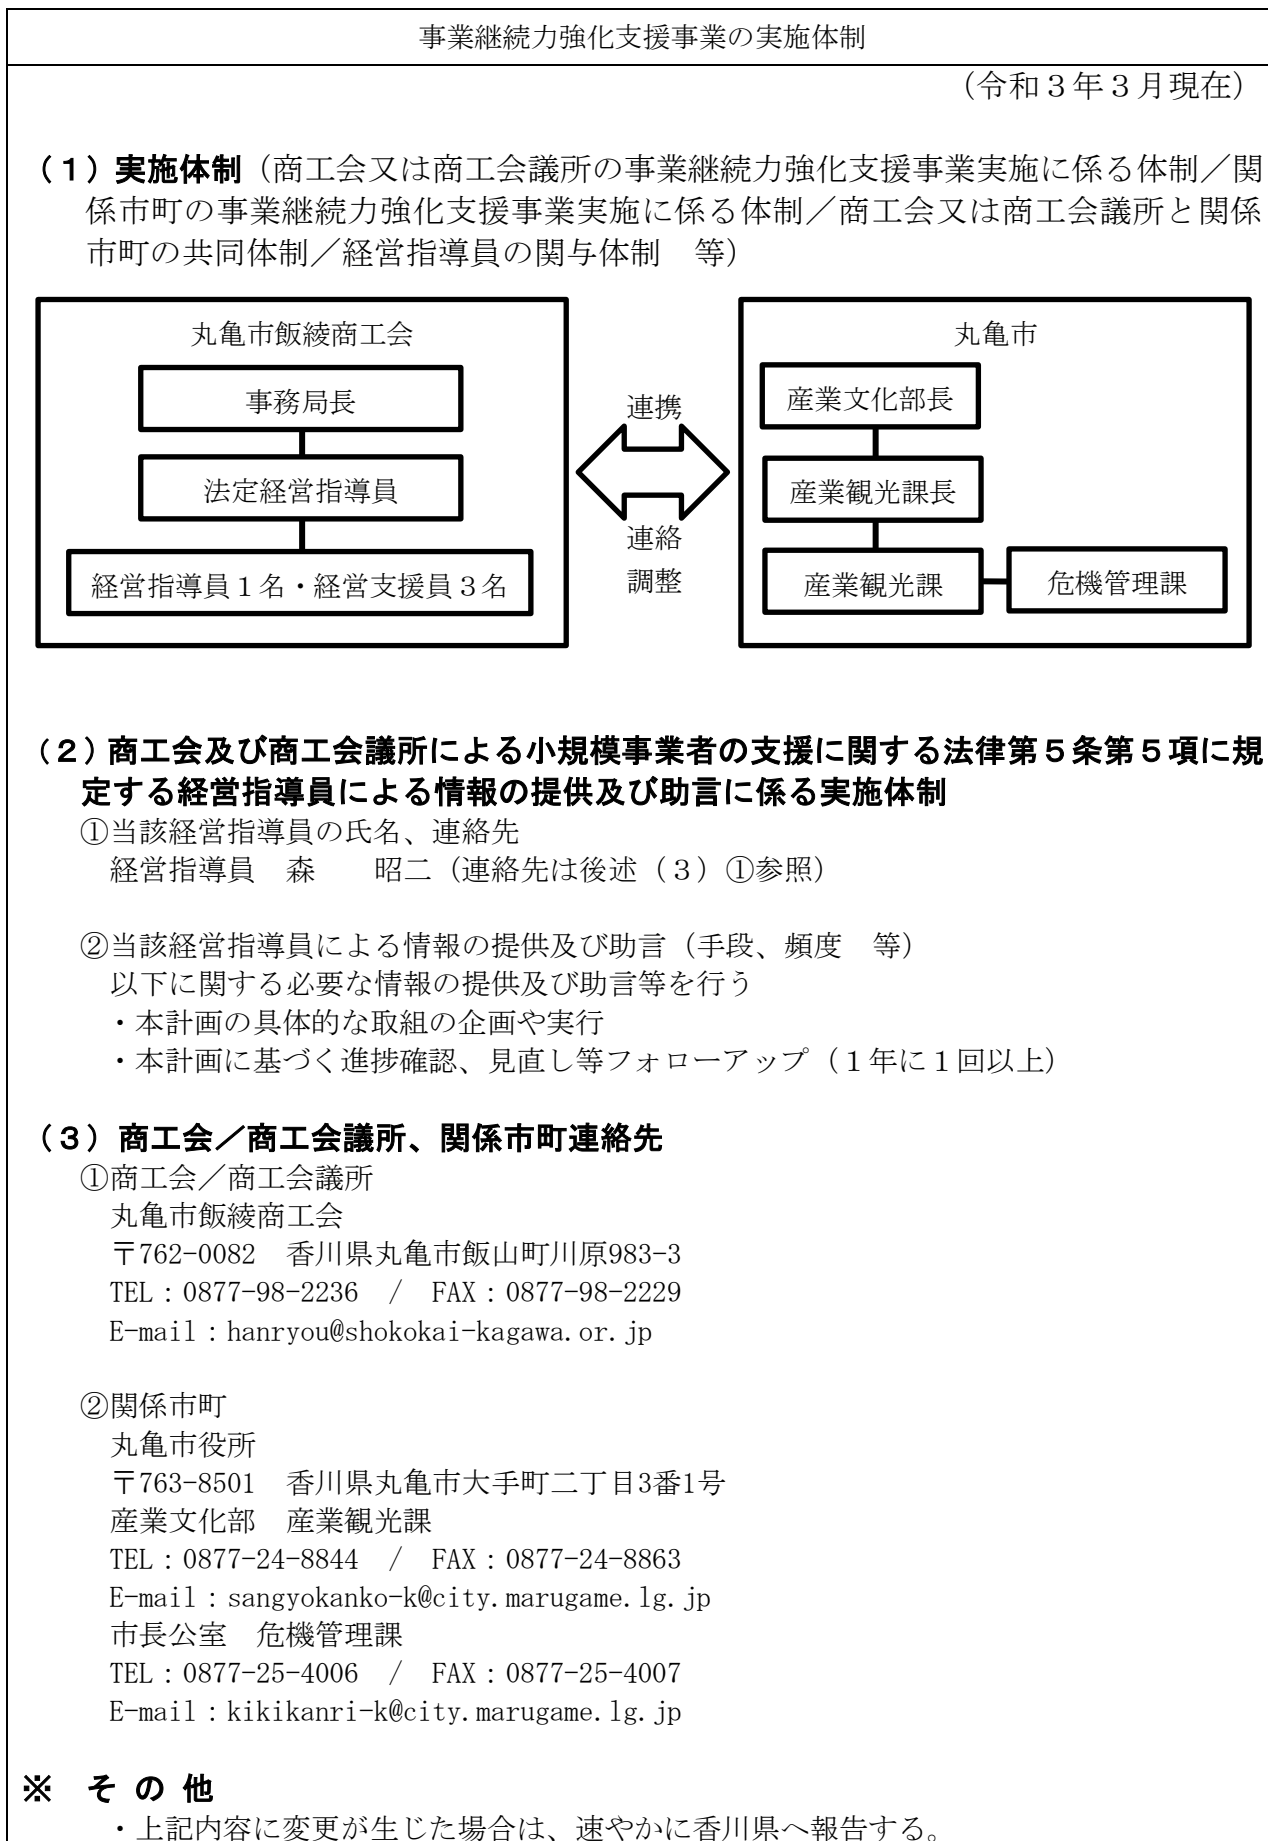 事業継続力強化支援事業の実施体制
（令和３年３月現在）
（１）実施体制（商工会又は商工会議所の事業継続力強化支援事業実施に係る体制／関
係市町の事業継続力強化支援事業実施に係る体制／商工会又は商工会議所と関係
市町の共同体制／経営指導員の関与体制　等）
丸亀市飯綾商工会
事務局長
法定経営指導員
経営指導員１名・経営支援員３名
連携
連絡
調整
丸亀市
産業文化部長
産業観光課長
産業観光課
危機管理課
（２）商工会及び商工会議所による小規模事業者の支援に関する法律第５条第５項に規
定する経営指導員による情報の提供及び助言に係る実施体制
①当該経営指導員の氏名、連絡先
経営指導員　森　　昭二（連絡先は後述（３）①参照）
②当該経営指導員による情報の提供及び助言（手段、頻度　等）
以下に関する必要な情報の提供及び助言等を行う
・本計画の具体的な取組の企画や実行
・本計画に基づく進捗確認、見直し等フォローアップ（１年に１回以上）
（３）商工会／商工会議所、関係市町連絡先
①商工会／商工会議所
丸亀市飯綾商工会
〒762-0082　香川県丸亀市飯山町川原983-3
TEL：0877-98-2236　/　FAX：0877-98-2229
E-mail：hanryou@shokokai-kagawa.or.jp
②関係市町
丸亀市役所
〒763-8501　香川県丸亀市大手町二丁目3番1号
産業文化部　産業観光課
TEL：0877-24-8844　/　FAX：0877-24-8863
E-mail：sangyokanko-k@city.marugame.lg.jp
市長公室　危機管理課
TEL：0877-25-4006　/　FAX：0877-25-4007
E-mail：kikikanri-k@city.marugame.lg.jp
※　そ の 他
・上記内容に変更が生じた場合は、速やかに香川県へ報告する。